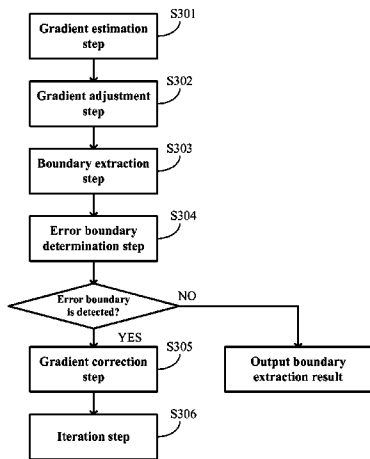 S301
Gradient estimation
step
S302
Gradient adjustment
step
S303
Boundary extraction
step
S304
Error boundary
determination step
Error boundary
is detected?
NO
YES
S305
Gradient correction
step
Output boundary
extraction result
S306
Iteration step